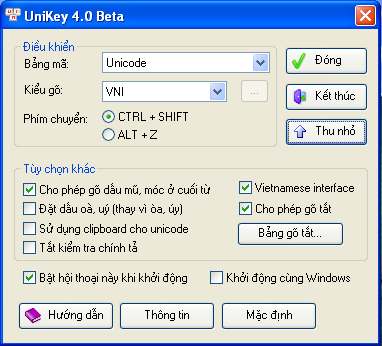 UniKey 4.0 Beta
Điều khiển
Bảng mã: Unicode
Đóng
Kiểu gõ: VNI ...
Kết thúc
Phím chuyển: CTRL + SHIFT
ALT + Z
Thu nhỏ
Tùy chọn khác
Cho phép gõ dấu mũ, móc ở cuối từ
Vietnamese interface
Đặt dấu oà, uý (thay vì òa, úy)
Cho phép gõ tắt
Sử dụng clipboard cho unicode
Bảng gõ tắt...
Tắt kiểm tra chính tả
Bật hội thoại này khi khởi động
Khởi động cùng Windows
Hướng dẫn
Thông tin
Mặc định